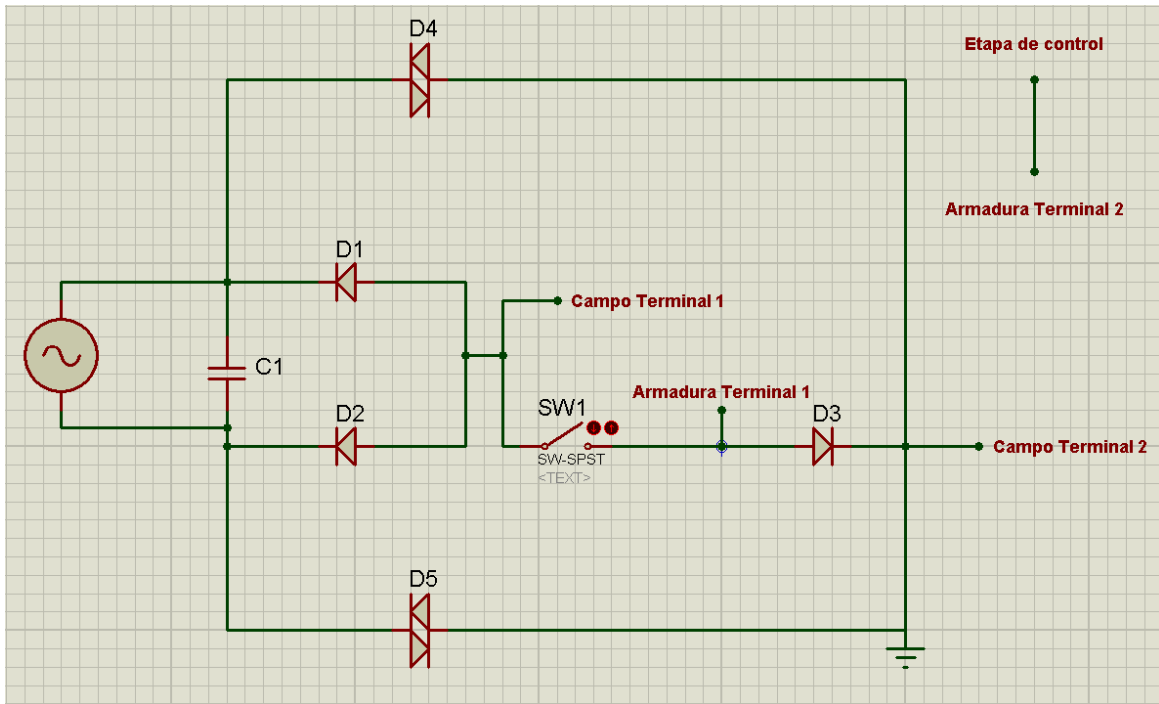 D4
Etapa de control
Armadura Terminal 2
D1
Campo Terminal 1
C1
Armadura Terminal 1
D2
SW1
D3
SW-SPST
<TEXT>
Campo Terminal 2
D5